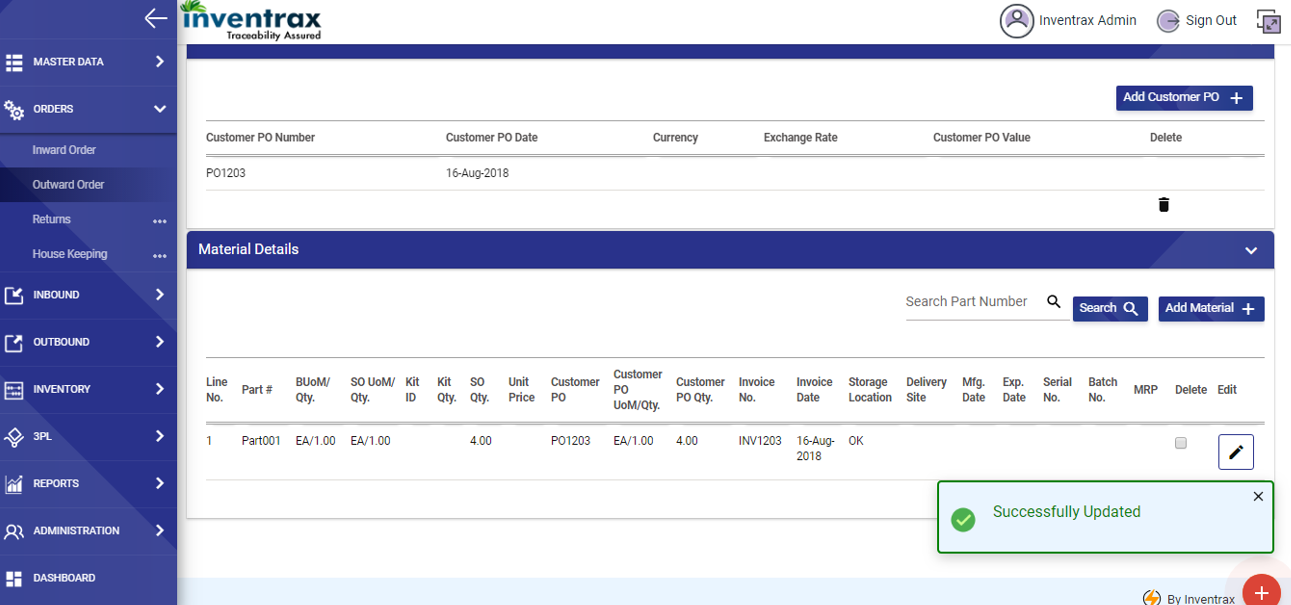 inventrax
Traceability Assured
Inventrax Admin
Sign Out
MASTER DATA
ORDERS
Inward Order
Outward Order
Returns
House Keeping
INBOUND
OUTBOUND
INVENTORY
3PL
REPORTS
ADMINISTRATION
DASHBOARD
Add Customer PO +
Customer PO Number Customer PO Date Currency Exchange Rate Customer PO Value Delete
PO1203 16-Aug-2018
Material Details
Search Part Number
Search
Add Material +
Line No. Part # BUoM/ Qty. SO UoM/ Qty. Kit ID Kit Qty. SO Qty. Unit Price Customer PO Customer PO UoM/Qty. Customer PO Qty. Invoice No. Invoice Date Storage Location Delivery Site Mfg. Date Exp. Date Serial No. Batch No. MRP Delete Edit
1 Part001 EA/1.00 EA/1.00 4.00 PO1203 EA/1.00 4.00 INV1203 16-Aug-2018 OK
Successfully Updated
By Inventrax